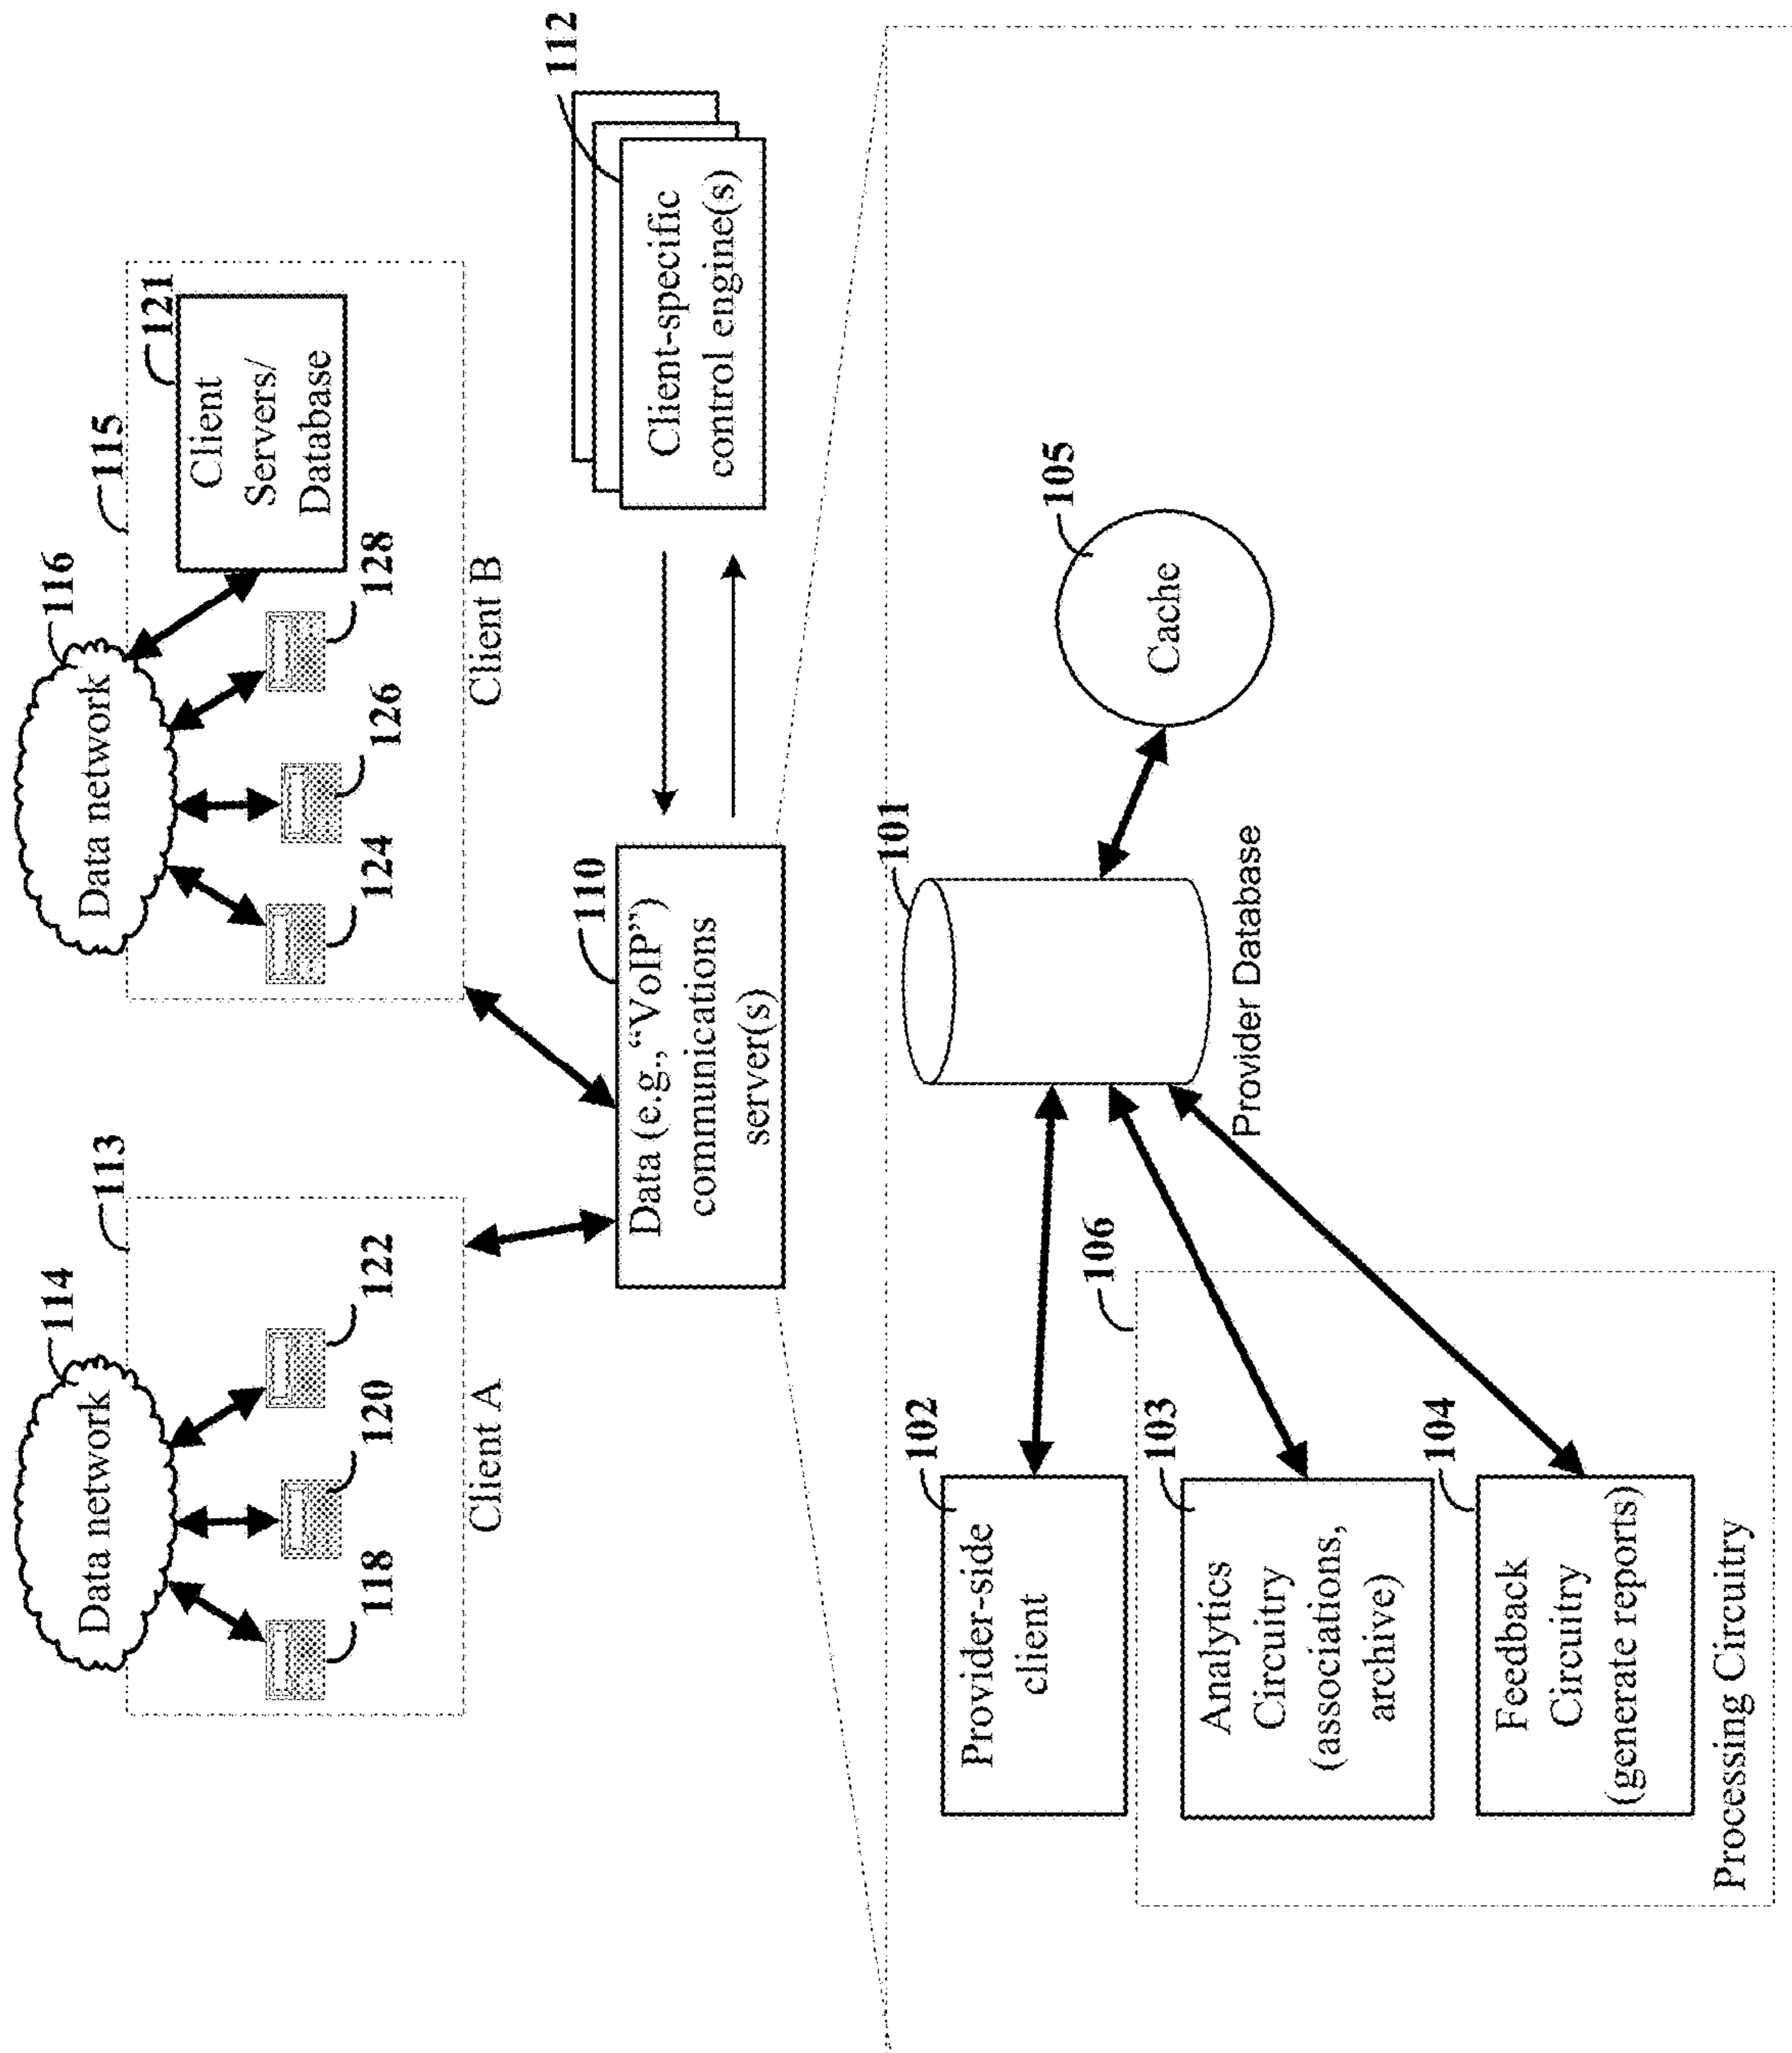 114
Data network
113
118
120
122
Client A
116
Data network
115
121
Client
Servers/
Database
124
126
128
Client B
110
Data (e.g.,“VoIP”)
communications
server(s)
112
Client-specific
control engine(s)
102
Provider-side
client
106
103
Analytics
Circuitry
(associations,
archive)
104
Feedback
Circuitry
(generate reports)
Processing Circuitry
101
Provider Database
105
Cache